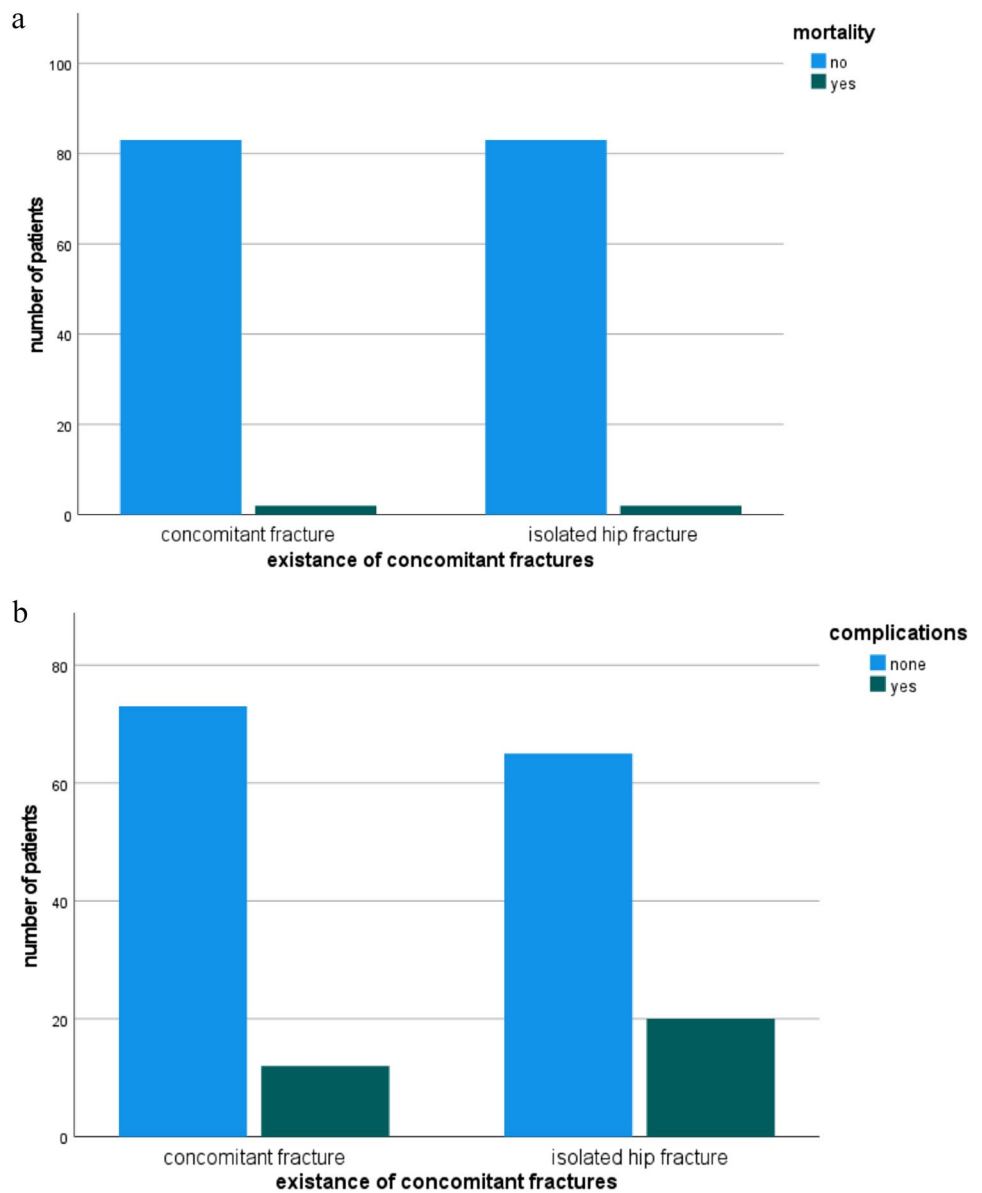 a
mortality
no
yes
100
80
60
40
20
0
number of patients
concomitant fracture
isolated hip fracture
existance of concomitant fractures
b
complications
none
yes
80
60
40
20
0
number of patients
concomitant fracture
isolated hip fracture
existance of concomitant fractures